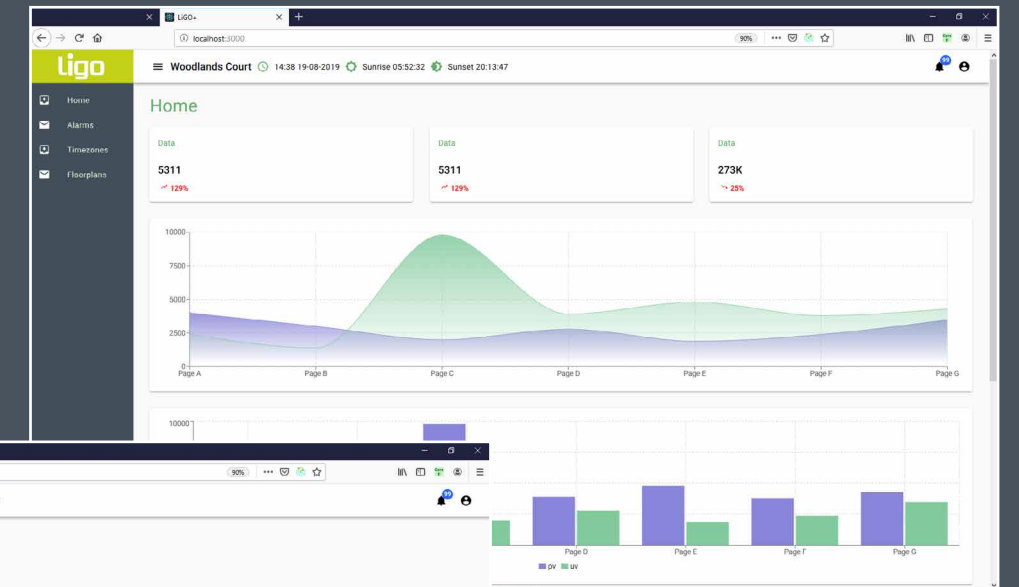 LiGO+
localhost:3000
90%
ligo
Woodlands Court 14:38 19-08-2019 Sunrise 05:52:32 Sunset 20:13:47
99
Home
Alarms
Timezones
Floorplans
Home
Data
5311
129%
Data
5311
129%
Data
273K
25%
10000
7500
5000
2500
0
Page A Page B Page C Page D Page E Page F Page G
10000
90%
99
Page D Page E Page F Page G
pv uv